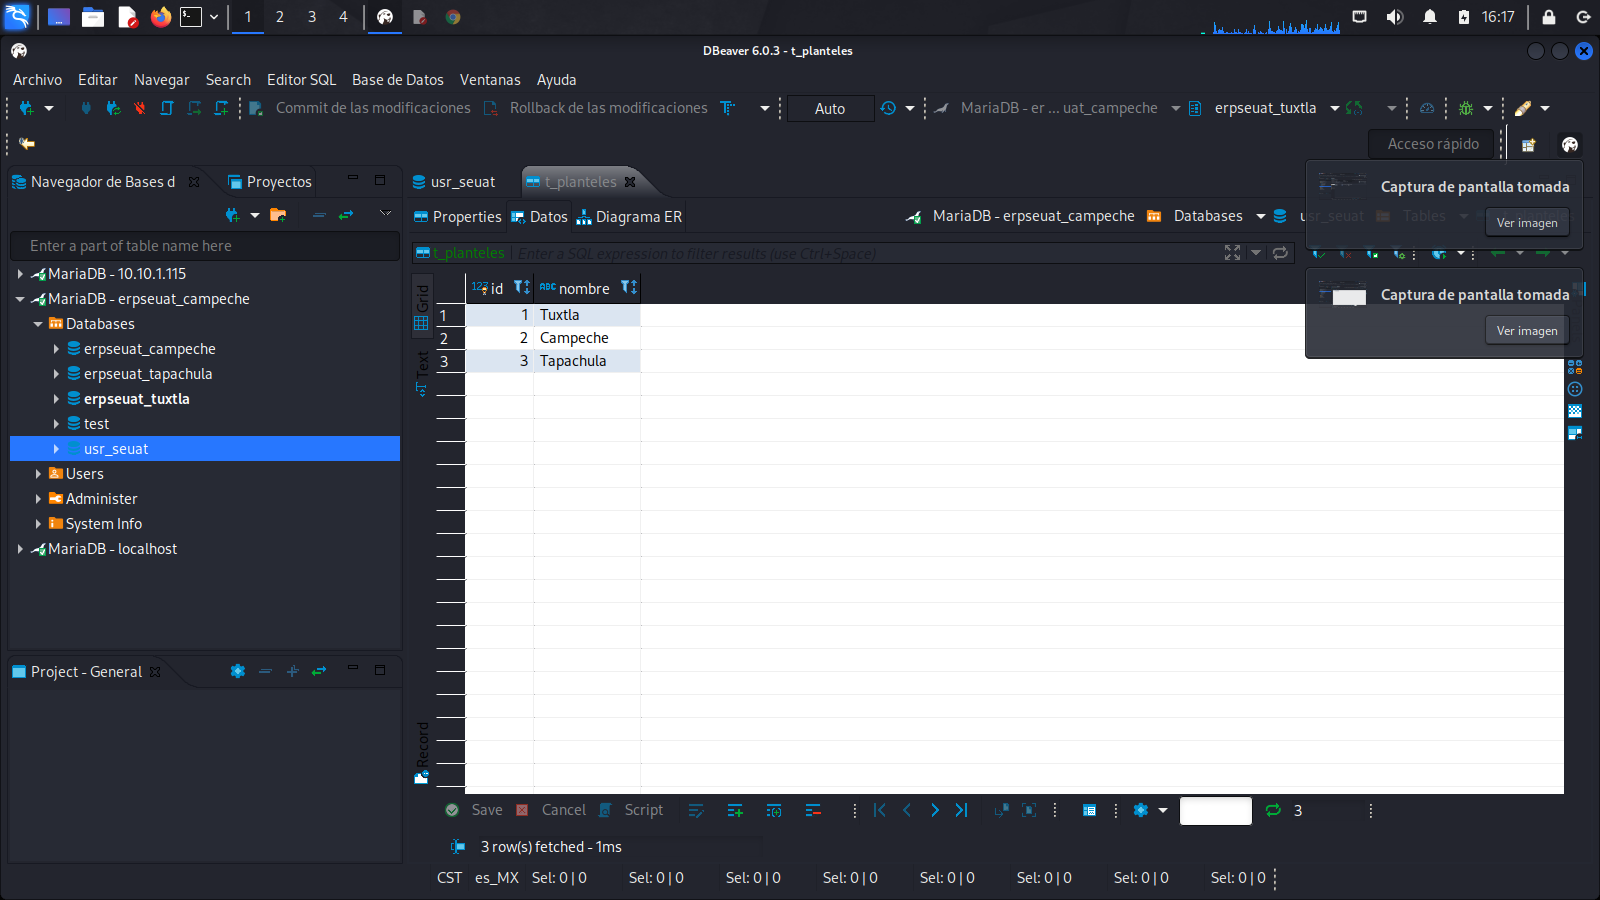 1 2 3 4 16:17
DBeaver 6.0.3 - t_planteles
Archivo Editar Navegar Search Editor SQL Base de Datos Ventanas Ayuda
Commit de las modificaciones Rollback de las modificaciones Auto MariaDB - er ... uat_campeche erpseuat_tuxtla
Acceso rápido
Navegador de Bases d Proyectos
usr_seuat t_planteles
Captura de pantalla tomada
Ver imagen
Properties Datos Diagrama ER MariaDB - erpseuat_campeche Databases usr_seuat Tables
Enter a part of table name here
t_planteles Enter a SQL expression to filter results (use Ctrl+Space)
Captura de pantalla tomada
Ver imagen
MariaDB - 10.10.1.115
MariaDB - erpseuat_campeche
Databases
erpseuat_campeche
erpseuat_tapachula
erpseuat_tuxtla
test
usr_seuat
Users
Administer
System Info
MariaDB - localhost
Project - General
Grid
Text
Record
123 id ABC nombre
1 1 Tuxtla
2 2 Campeche
3 3 Tapachula
Save Cancel Script 3
3 row(s) fetched - 1ms
CST es_MX Sel: 0 | 0 Sel: 0 | 0 Sel: 0 | 0 Sel: 0 | 0 Sel: 0 | 0 Sel: 0 | 0 Sel: 0 | 0 Sel: 0 | 0